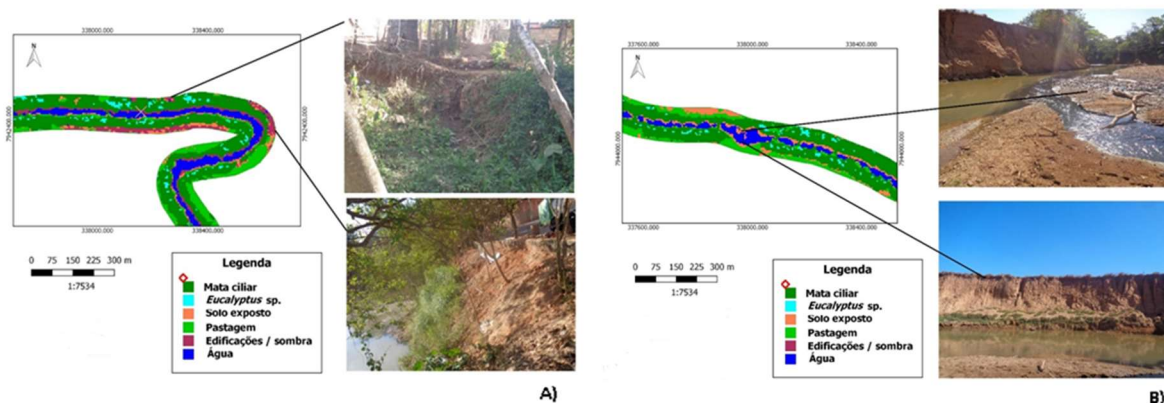 338000,000 338400,000
N
7942400,000 7942400,000
338000,000 338400,000
0 75 150 225 300 m
1:7534
Legenda
Mata ciliar
Eucalyptus sp.
Solo exposto
Pastagem
Edificações / sombra
Água
A)
337600,000 338000,000 338400,000
N
7944000,000 7944000,000
337600,000 338000,000 338400,000
0 75 150 225 300 m
1:7534
Legenda
Mata ciliar
Eucalyptus sp.
Solo exposto
Pastagem
Edificações / sombra
Água
B)